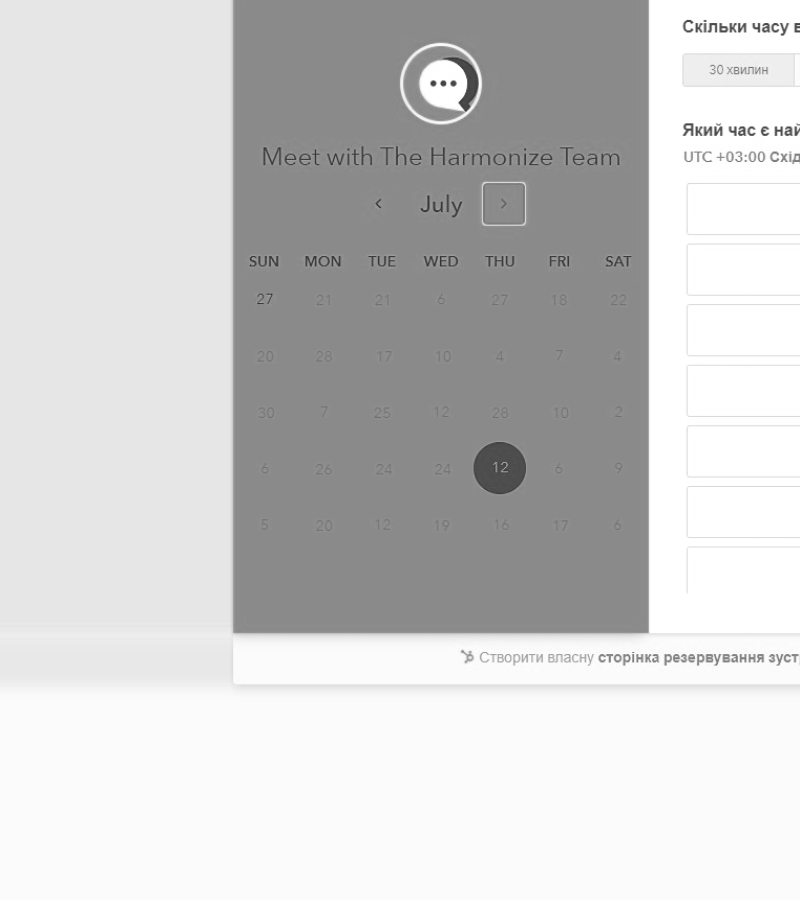 Meet with The Harmonize Team
July
SUN MON TUE WED THU FRI SAT
27 21 21 6 27 18 22
20 28 17 10 4 7 4
30 7 25 12 28 10 2
6 26 24 24 12 6 9
5 20 12 19 16 17 6
Скільки часу
30 хвилин
Який час є
UTC +03:00
Створити власну сторінка резервування